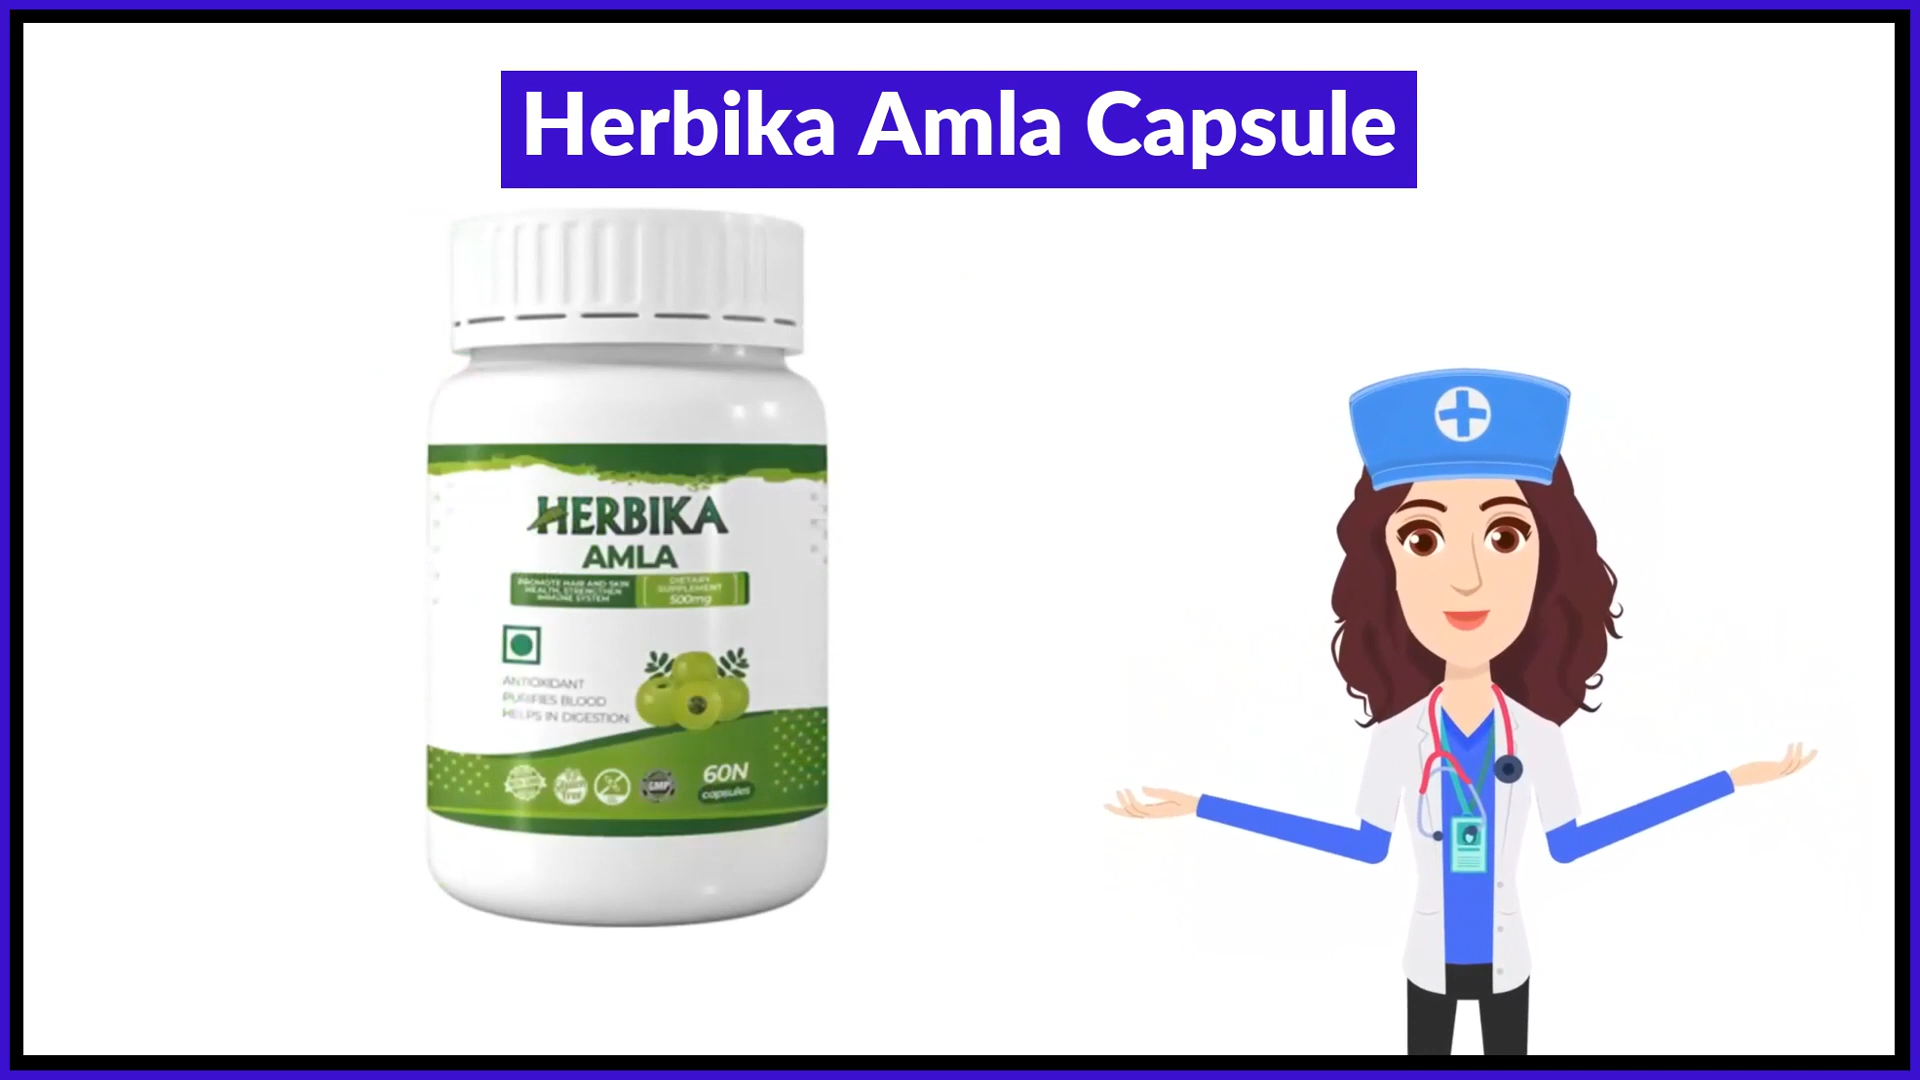 Herbika Amla Capsule
HERBIKA
AMLA
PROMOTE HAIR AND SKIN
HEALTH, STRENGTHEN
IMMUNE SYSTEM
DIETARY
SUPPLEMENT
500mg
ANTIOXIDANT
PURIFIES BLOOD
HELPS IN DIGESTION
GMP
60N
capsules